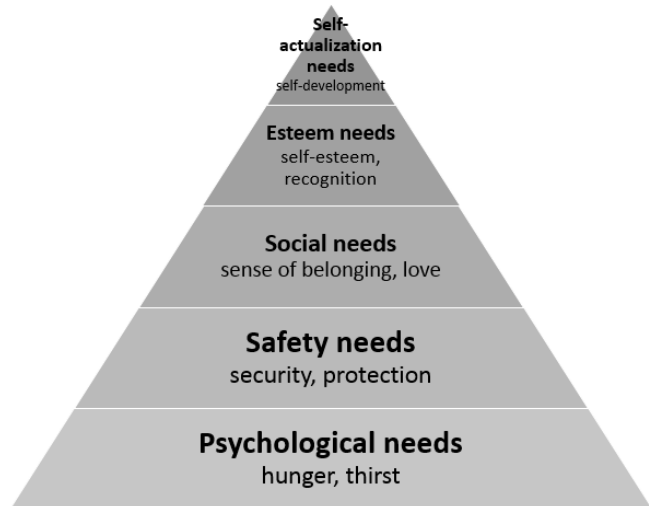 Self-
actualization
needs
self-development
Esteem needs
self-esteem,
recognition
Social needs
sense of belonging, love
Safety needs
security, protection
Psychological needs
hunger, thirst